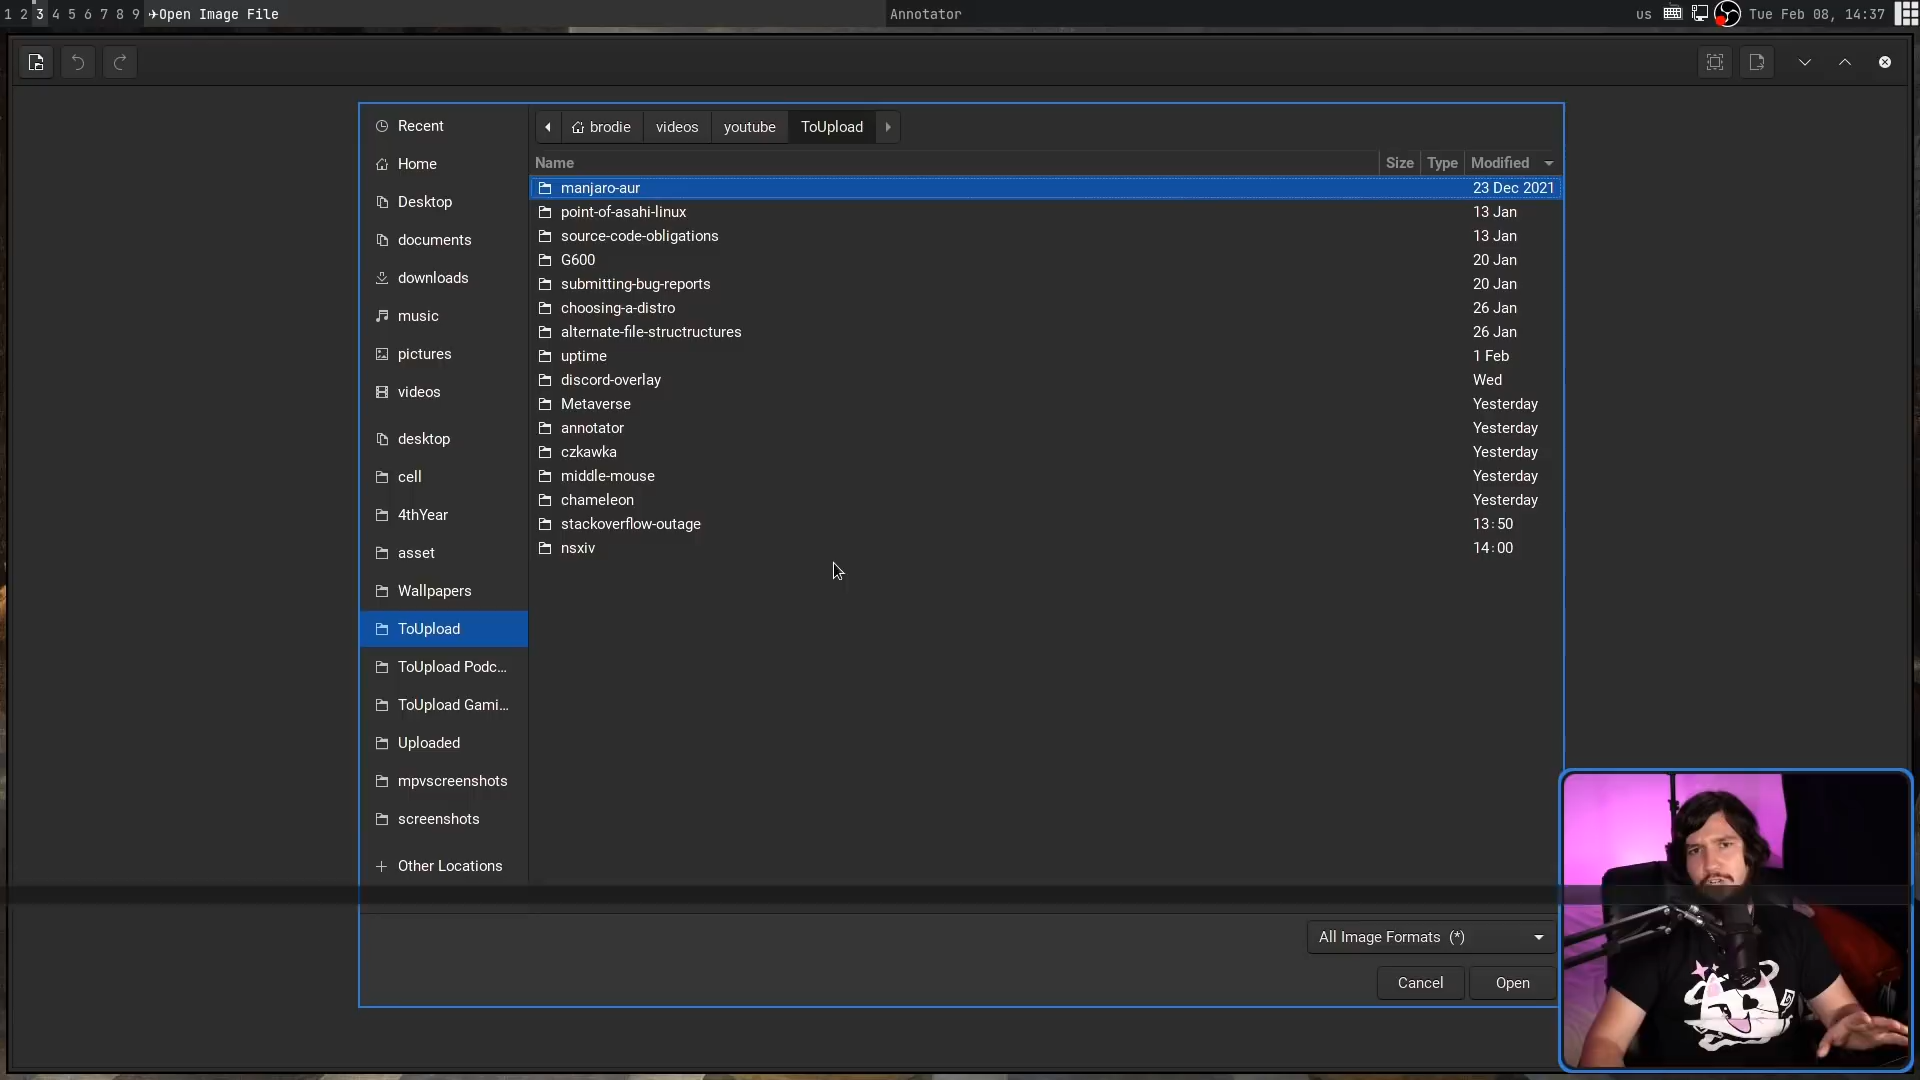 1 2 3 4 5 6 7 8 9 ✈Open Image File Annotator us Tue Feb 08, 14:37
brodie videos youtube ToUpload
Recent
Home
Desktop
documents
downloads
music
pictures
videos
desktop
cell
4thYear
asset
Wallpapers
ToUpload
ToUpload Podc...
ToUpload Gami...
Uploaded
mpvscreenshots
screenshots
Other Locations
Name Size Type Modified
manjaro-aur 23 Dec 2021
point-of-asahi-linux 13 Jan
source-code-obligations 13 Jan
G600 20 Jan
submitting-bug-reports 20 Jan
choosing-a-distro 26 Jan
alternate-file-structructures 26 Jan
uptime 1 Feb
discord-overlay Wed
Metaverse Yesterday
annotator Yesterday
czkawka Yesterday
middle-mouse Yesterday
chameleon Yesterday
stackoverflow-outage 13:50
nsxiv 14:00
All Image Formats (*)
Cancel Open